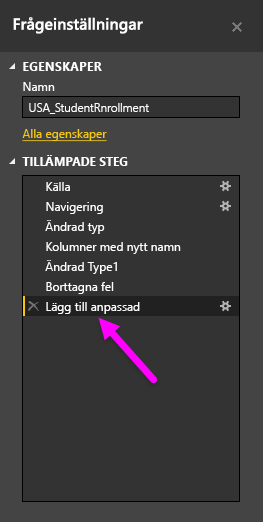 Frågeinställningar
EGENSKAPER
Namn
USA_StudentRnrollment
Alla egenskaper
TILLÄMPADE STEG
Källa
Navigering
Ändrad typ
Kolumner med nytt namn
Ändrad Type1
Borttagna fel
Lägg till anpassad